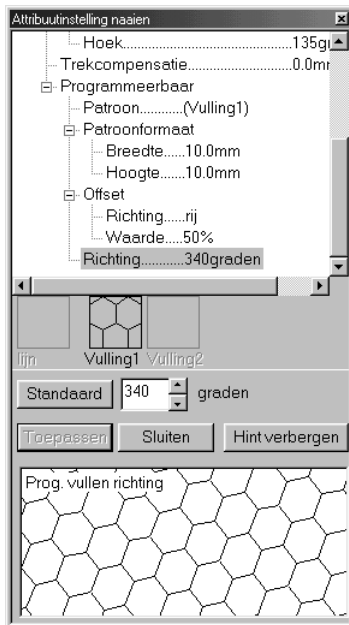 Attribuutinstelling naaien
Hoek...............................135gr
Trekcompensatie...................0.0mr
Programmeerbaar
Patroon...........(Vulling1)
Patroonformaat
Breedte......10.0mm
Hoogte......10.0mm
Offset
Richting.....rij
Waarde....50%
Richting...........340graden
lijn Vulling1 Vulling2
Standaard 340 graden
Toepassen Sluiten Hint verbergen
Prog. vullen richting